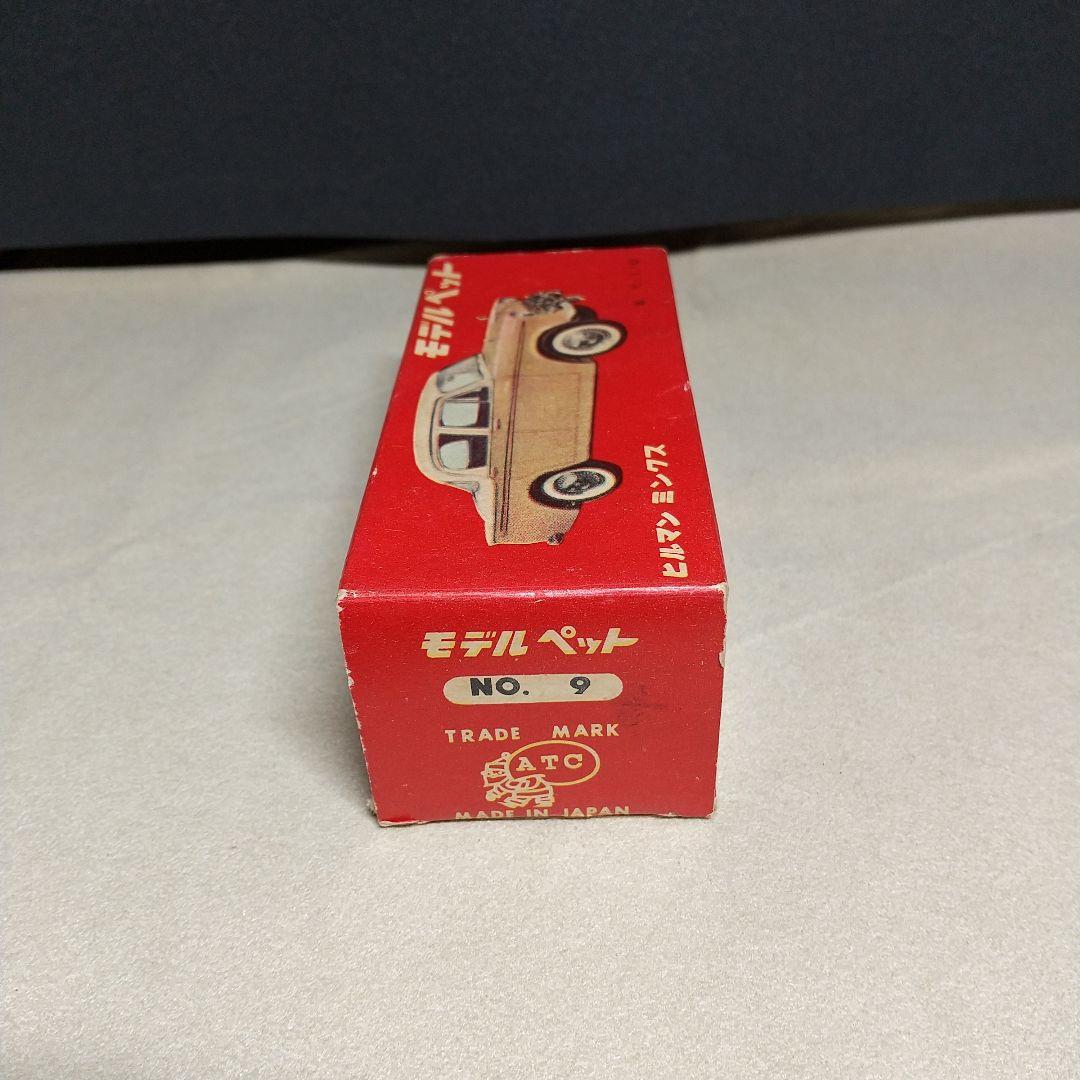 モデルペット
ヒルマン ミンクス
モデルペット
NO. 9
TRADE MARK
ATC
MADE IN JAPAN